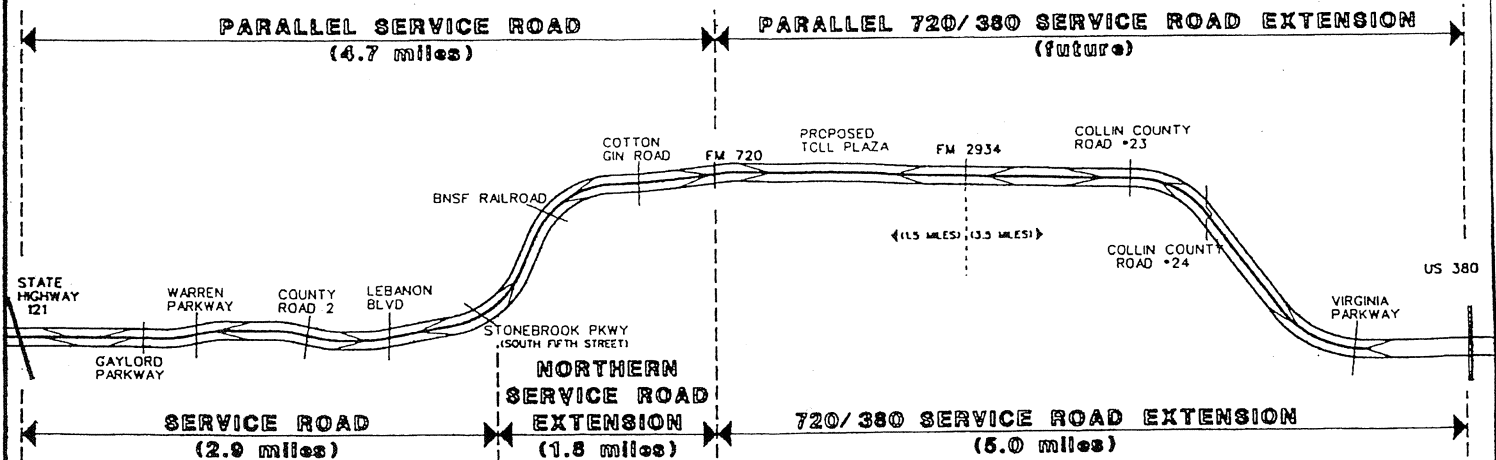 PARALLEL SERVICE ROAD
(4.7 miles)
PARALLEL 720/380 SERVICE ROAD EXTENSION
(future)
COTTON
GIN ROAD
FM 720
PROPOSED
TOLL PLAZA
FM 2934
COLLIN COUNTY
ROAD #23
BNSF RAILROAD
(1.5 MILES)
(3.5 MILES)
COLLIN COUNTY
ROAD #24
US 380
STATE
HIGHWAY
121
WARREN
PARKWAY
COUNTY
ROAD 2
LEBANON
BLVD
VIRGINIA
PARKWAY
STONEBROOK PKWY
(SOUTH FIFTH STREET)
GAYLORD
PARKWAY
NORTHERN
SERVICE ROAD
EXTENSION
(1.8 miles)
SERVICE ROAD
(2.9 miles)
720/380 SERVICE ROAD EXTENSION
(5.0 miles)